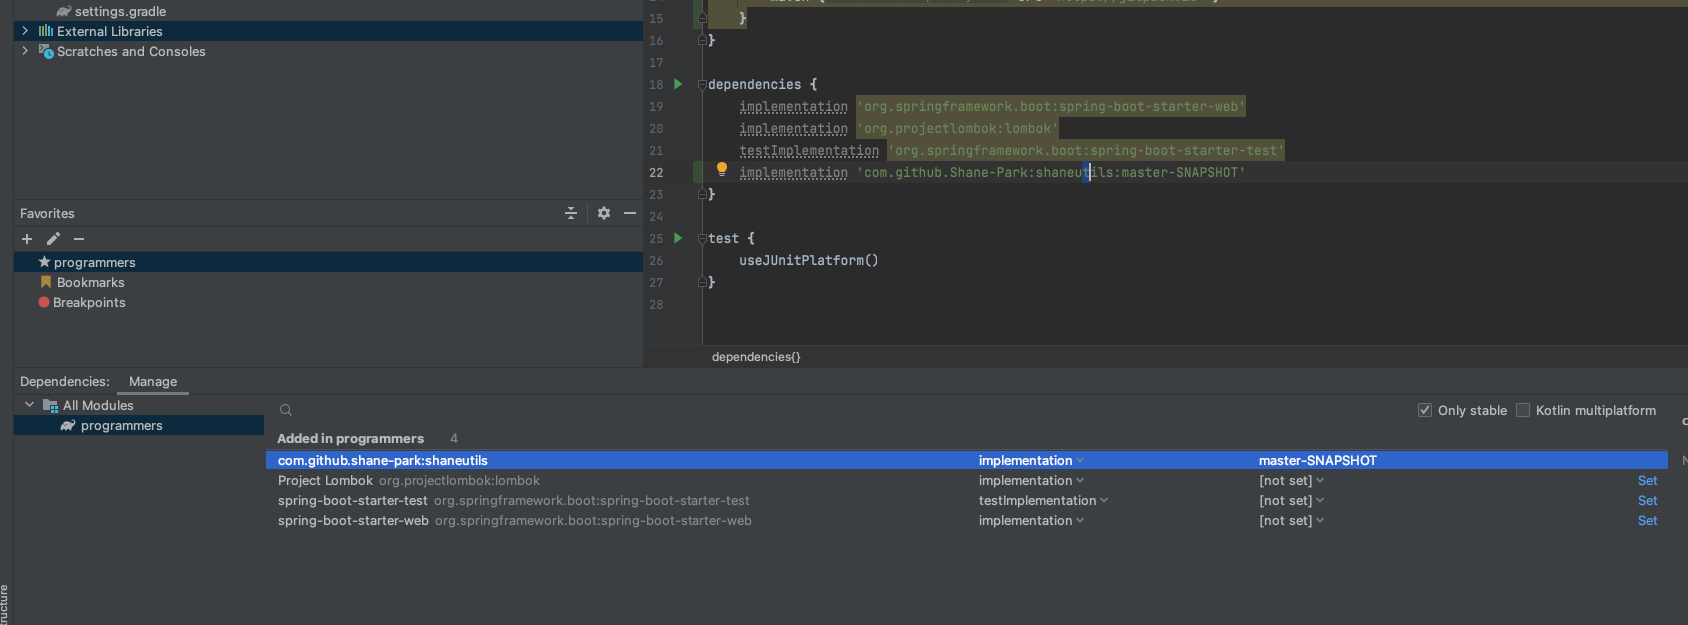 settings.gradle
External Libraries
Scratches and Consoles
15 }
16 }
17
18 dependencies {
19 implementation 'org.springframework.boot:spring-boot-starter-web'
20 implementation 'org.projectlombok:lombok'
21 testImplementation 'org.springframework.boot:spring-boot-starter-test'
22 implementation 'com.github.Shane-Park:shaneutils:master-SNAPSHOT'
23 }
24
25 test {
26 useJUnitPlatform()
27 }
28
dependencies{}
Favorites
programmers
Bookmarks
Breakpoints
Dependencies: Manage
All Modules
programmers
Only stable Kotlin multiplatform
Added in programmers 4
com.github.shane-park:shaneutils implementation master-SNAPSHOT
Project Lombok org.projectlombok:lombok implementation [not set] Set
spring-boot-starter-test org.springframework.boot:spring-boot-starter-test testImplementation [not set] Set
spring-boot-starter-web org.springframework.boot:spring-boot-starter-web implementation [not set] Set